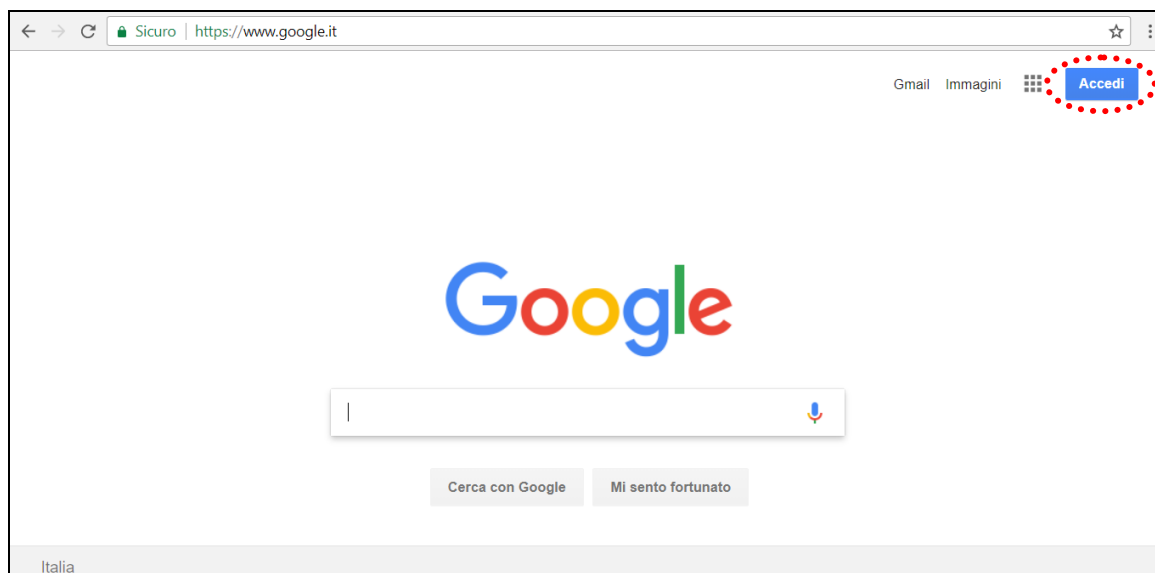 Sicuro | https://www.google.it
Gmail Immagini Accedi
Google
Cerca con Google Mi sento fortunato
Italia